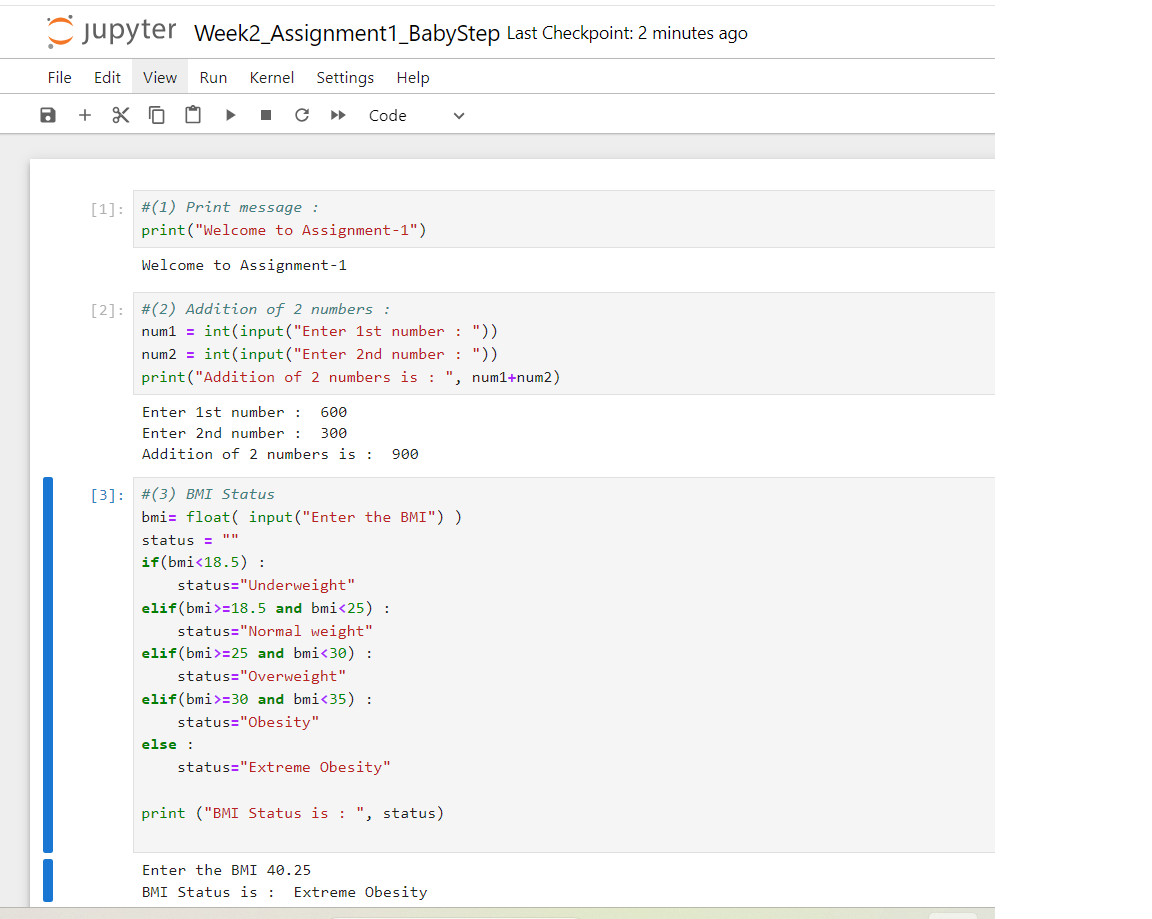 jupyter Week2_Assignment1_BabyStep Last Checkpoint: 2 minutes ago
File Edit View Run Kernel Settings Help
Code
[1]: #(1) Print message :
print("Welcome to Assignment-1")
Welcome to Assignment-1
[2]: #(2) Addition of 2 numbers :
num1 = int(input("Enter 1st number : "))
num2 = int(input("Enter 2nd number : "))
print("Addition of 2 numbers is : ", num1+num2)
Enter 1st number :  600
Enter 2nd number :  300
Addition of 2 numbers is :  900
[3]: #(3) BMI Status
bmi= float( input("Enter the BMI") )
status = ""
if(bmi<18.5) :
    status="Underweight"
elif(bmi>=18.5 and bmi<25) :
    status="Normal weight"
elif(bmi>=25 and bmi<30) :
    status="Overweight"
elif(bmi>=30 and bmi<35) :
    status="Obesity"
else :
    status="Extreme Obesity"
print ("BMI Status is : ", status)
Enter the BMI 40.25
BMI Status is :  Extreme Obesity